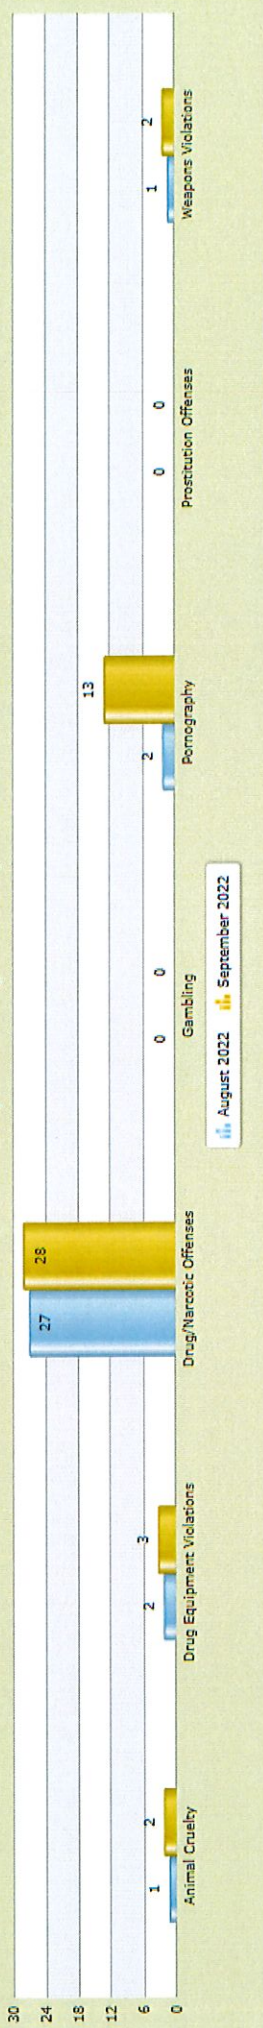 30
24
18
12
6
0
1
2
2
3
27
28
0
0
2
13
0
0
1
2
Animal Cruelty
Drug Equipment Violations
Drug/Narcotic Offenses
Gambling
Pornography
Prostitution Offenses
Weapons Violations
August 2022
September 2022